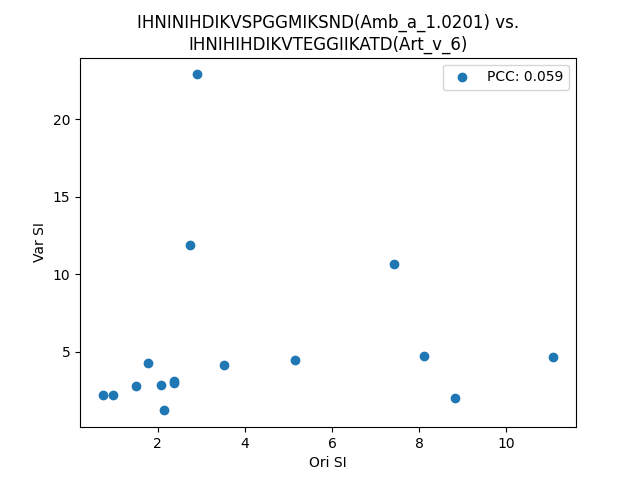 IHNINIHDIKVSPGGMIKSND(Amb_a_1.0201) vs.
IHNIHIHDIKVTEGGIIKATD(Art_v_6)
PCC: 0.059
Var SI
20
15
10
5
2
4
6
8
10
Ori SI